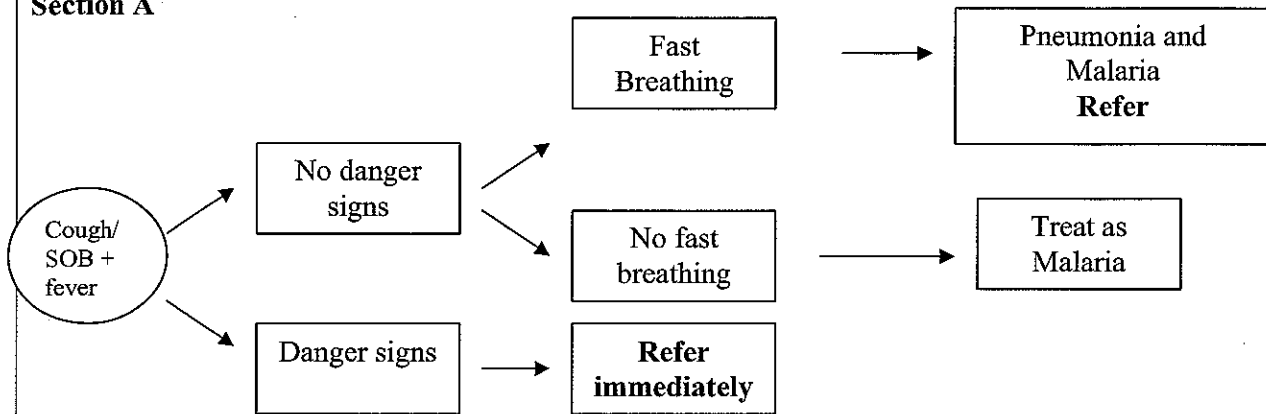 Section A
Fast
Breathing
Pneumonia and
Malaria
Refer
No danger
signs
Cough/
SOB +
fever
No fast
breathing
Treat as
Malaria
Danger signs
Refer
immediately